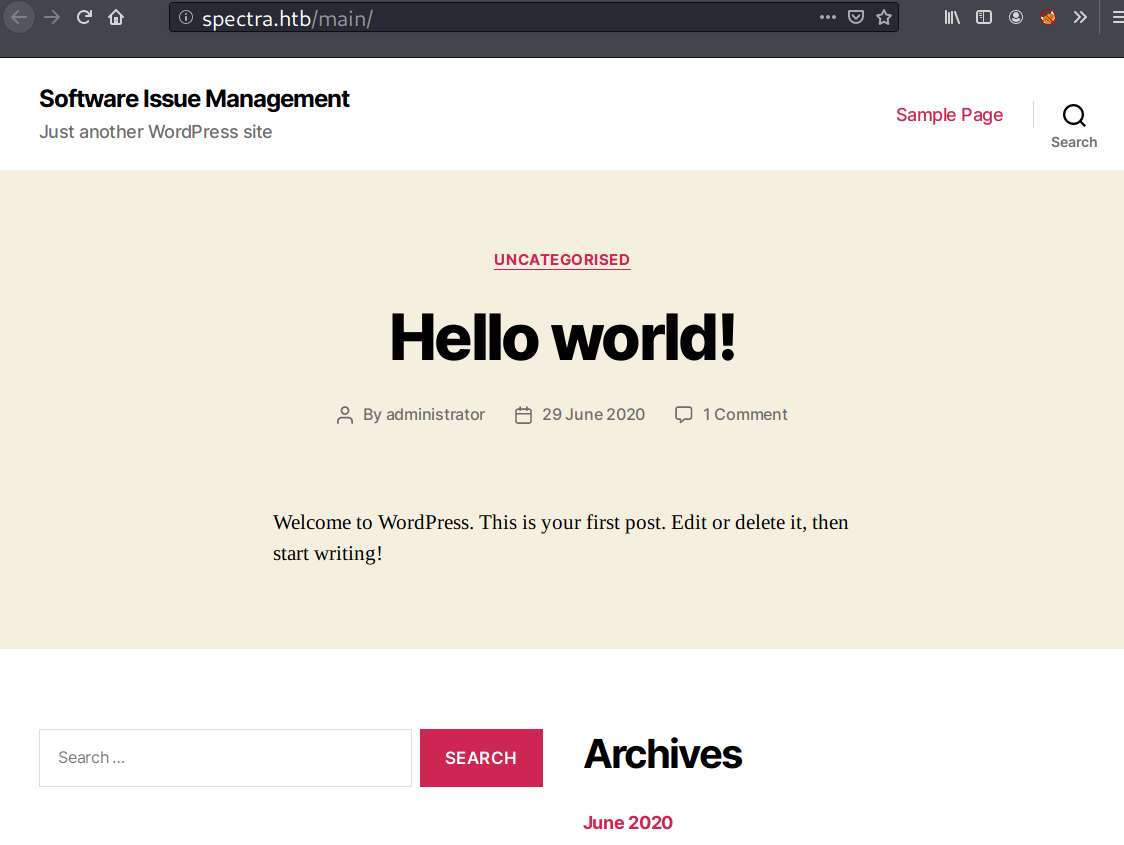 spectra.htb/main/
Software Issue Management
Just another WordPress site
Sample Page
Search
UNCATEGORISED
Hello world!
By administrator 29 June 2020 1 Comment
Welcome to WordPress. This is your first post. Edit or delete it, then
start writing!
Search …
SEARCH
Archives
June 2020